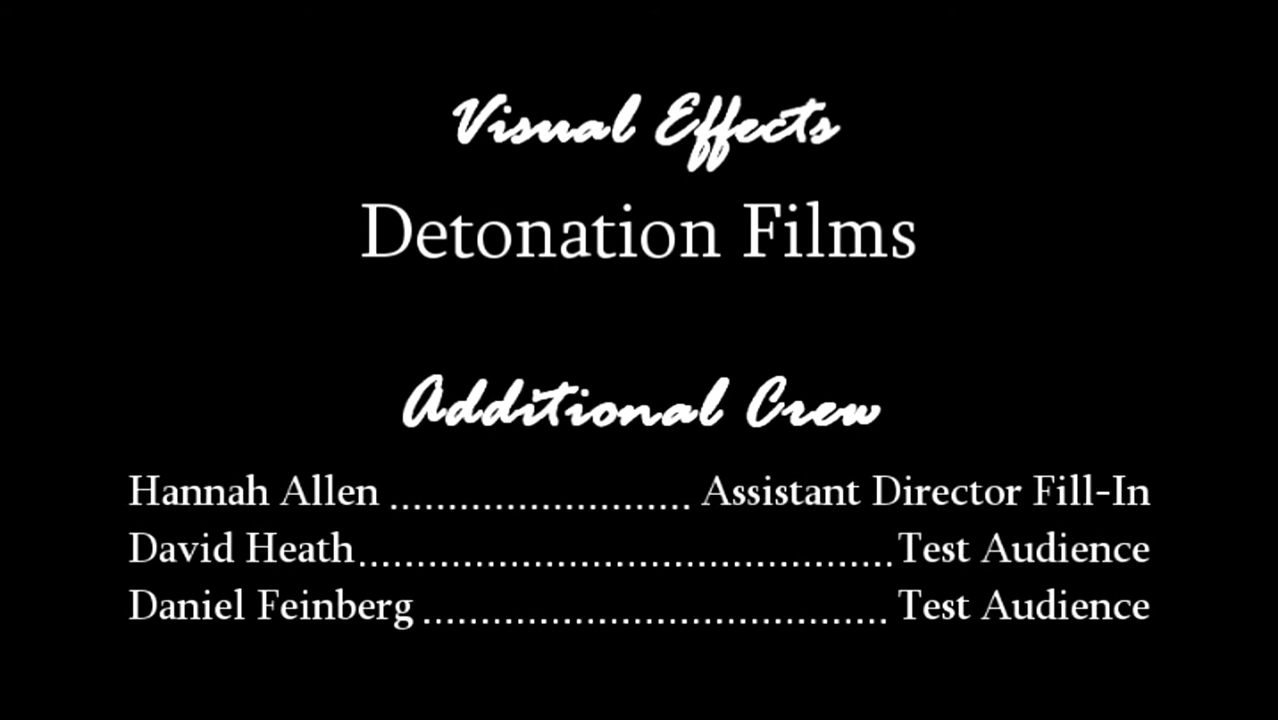 Visual Effects
Detonation Films
Additional Crew
Hannah Allen ......................... Assistant Director Fill-In
David Heath............................................. Test Audience
Daniel Feinberg ....................................... Test Audience